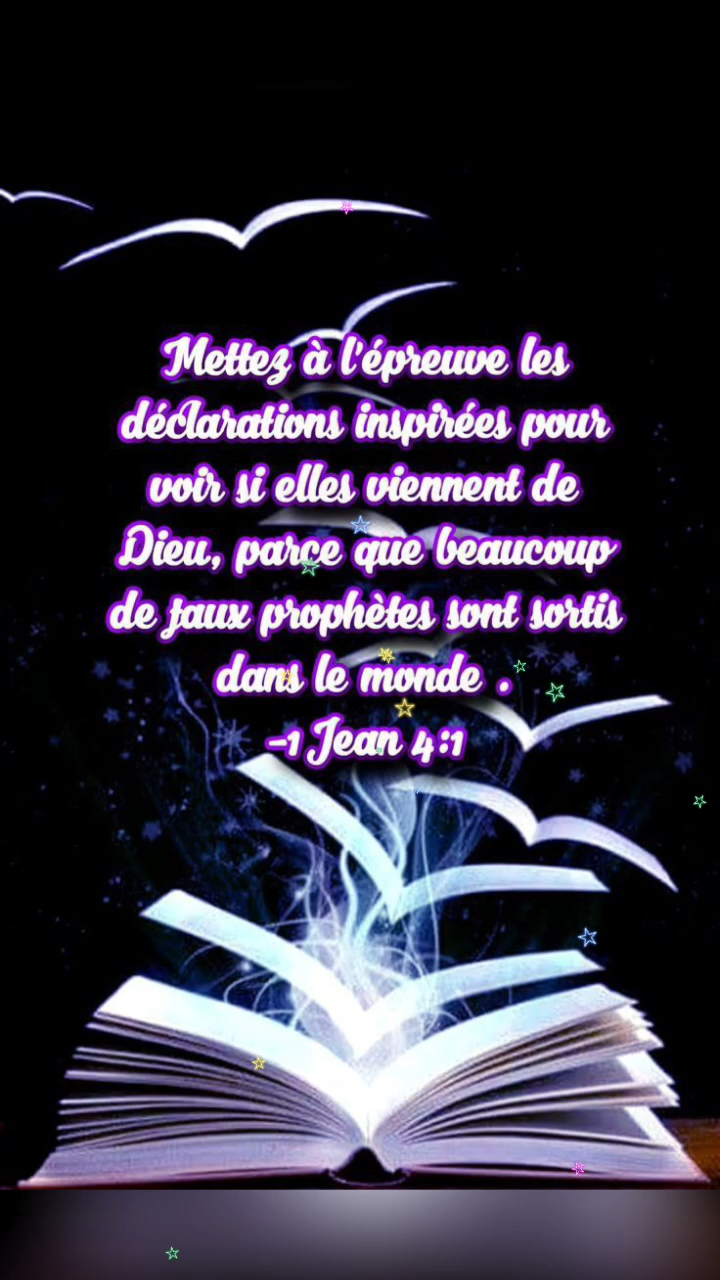 Mettez à l'épreuve les
déclarations inspirées pour
voir si elles viennent de
Dieu, parce que beaucoup
de faux prophètes sont sortis
dans le monde .
-1 Jean 4:1